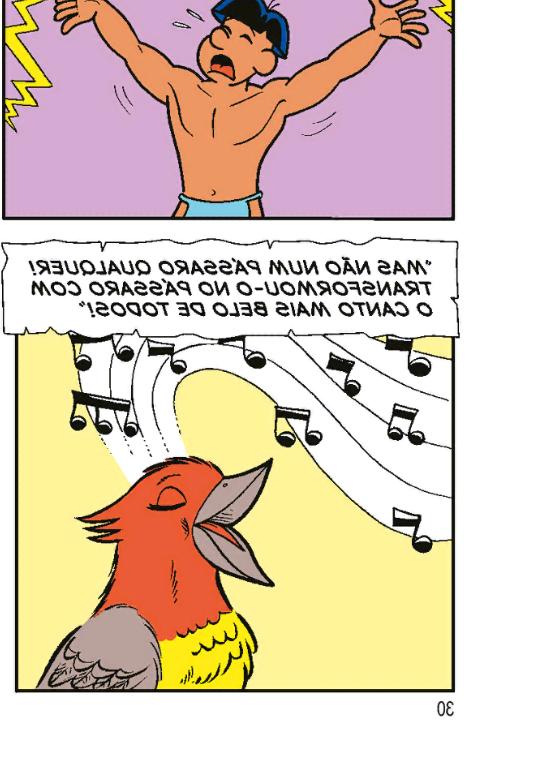 "MAS NÃO NUM PÁSSARO QUALQUER!
TRANSFORMOU-O NO PÁSSARO COM
O CANTO MAIS BELO DE TODOS!"
30